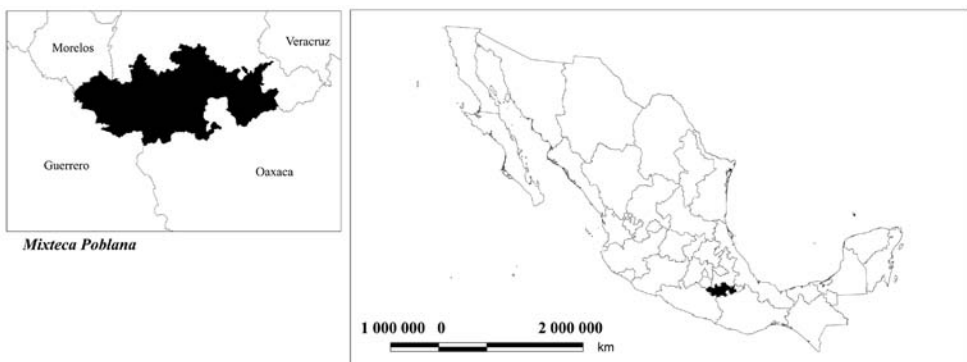 Morelos
Veracruz
Guerrero
Oaxaca
Mixteca Poblana
1 000 000 0 2 000 000
km